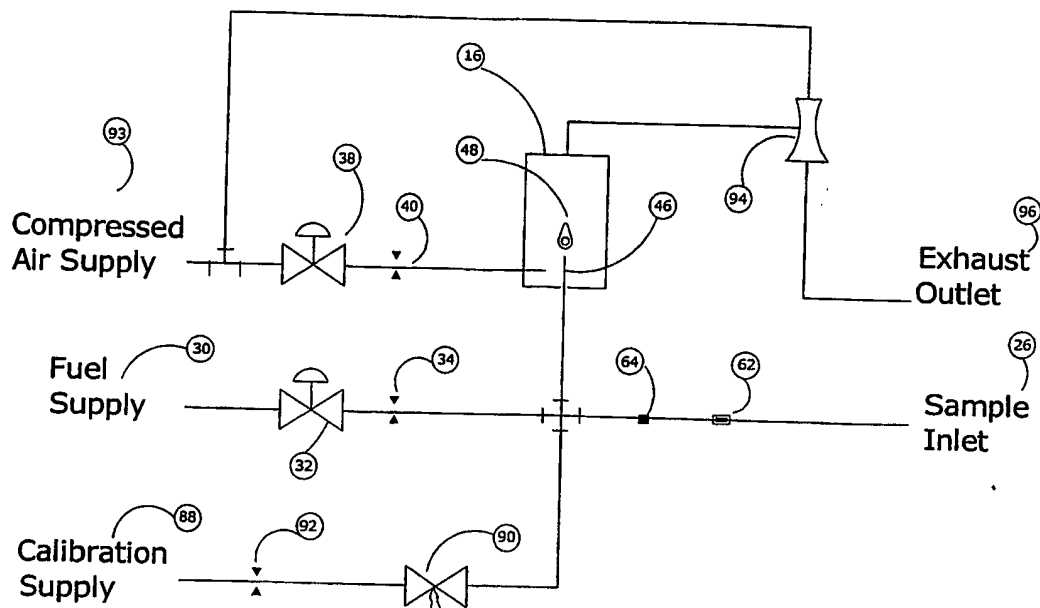 16
93
38
48
40
46
94
96
Compressed
Air Supply
Exhaust
Outlet
30
34
64
62
26
Fuel
Supply
Sample
Inlet
32
88
92
90
Calibration
Supply